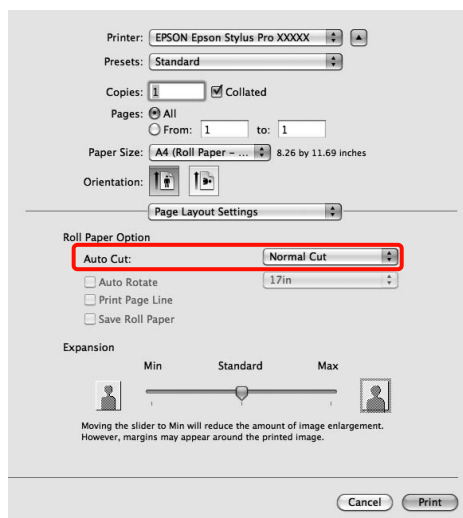 Printer: EPSON Epson Stylus Pro XXXXX
Presets: Standard
Copies: 1 Collated
Pages: All
From: 1 to: 1
Paper Size: A4 (Roll Paper – ... 8.26 by 11.69 inches
Orientation:
Page Layout Settings
Roll Paper Option
Auto Cut: Normal Cut
Auto Rotate 17in
Print Page Line
Save Roll Paper
Expansion
Min Standard Max
Moving the slider to Min will reduce the amount of image enlargement.
However, margins may appear around the printed image.
Cancel Print